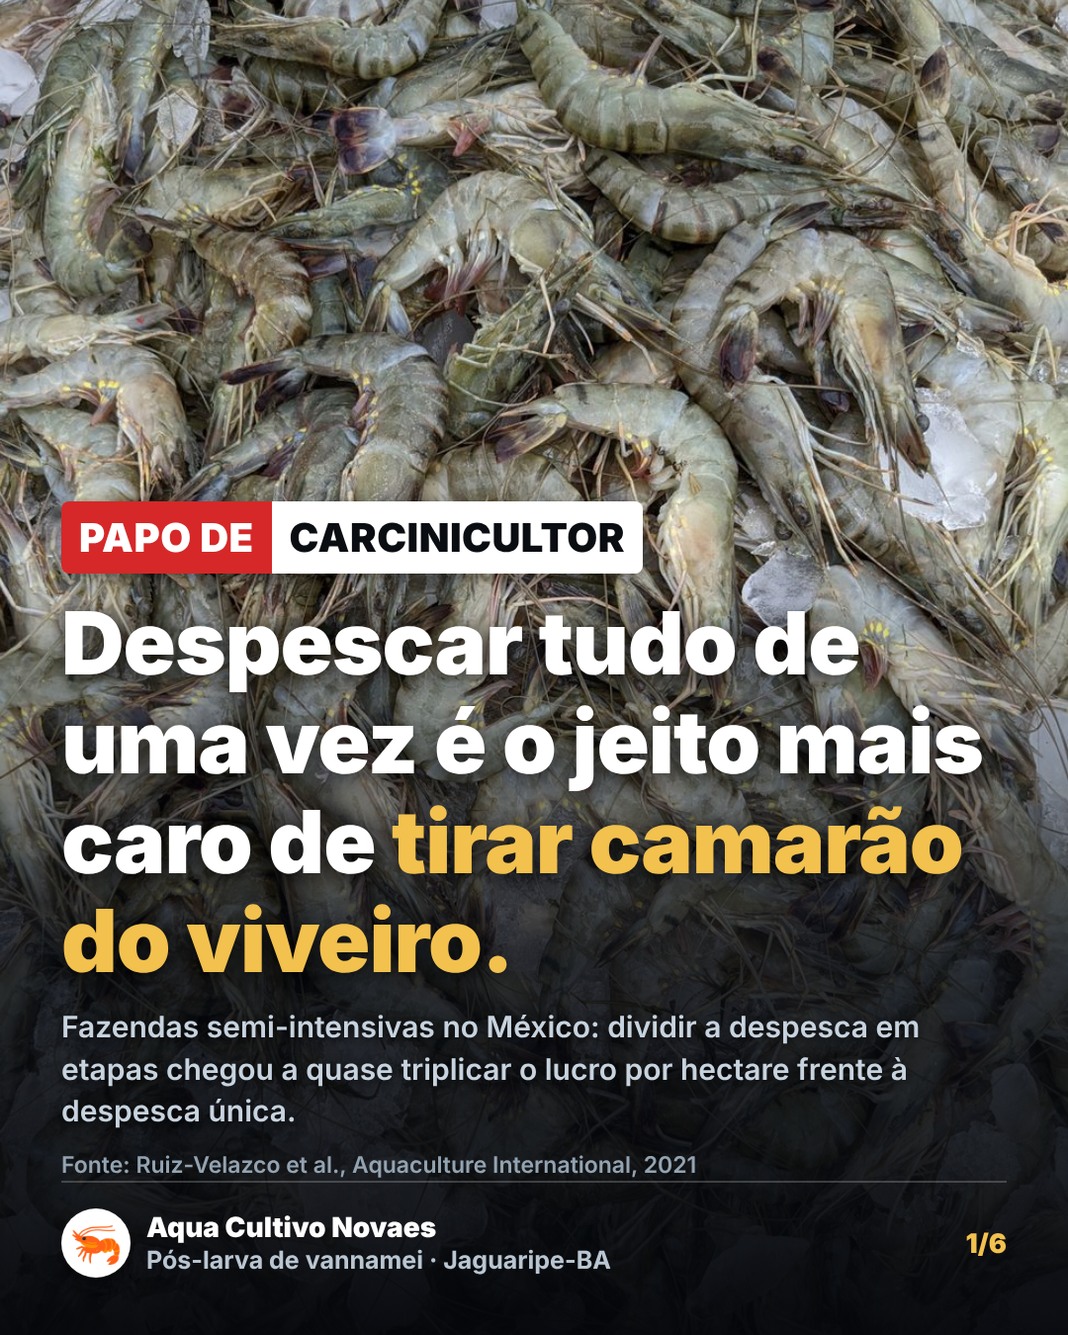 PAPO DE CARCINICULTOR
Despescar tudo de
uma vez é o jeito mais
caro de tirar camarão
do viveiro.
Fazendas semi-intensivas no México: dividir a despesca em
etapas chegou a quase triplicar o lucro por hectare frente à
despesca única.
Fonte: Ruiz-Velazco et al., Aquaculture International, 2021
Aqua Cultivo Novaes
Pós-larva de vannamei · Jaguaripe-BA
1/6